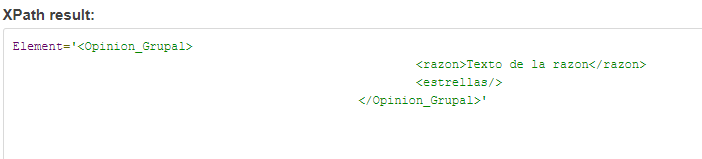 XPath result:
Element='<Opinion_Grupal>
<razon>Texto de la razon</razon>
<estrellas/>
</Opinion_Grupal>'